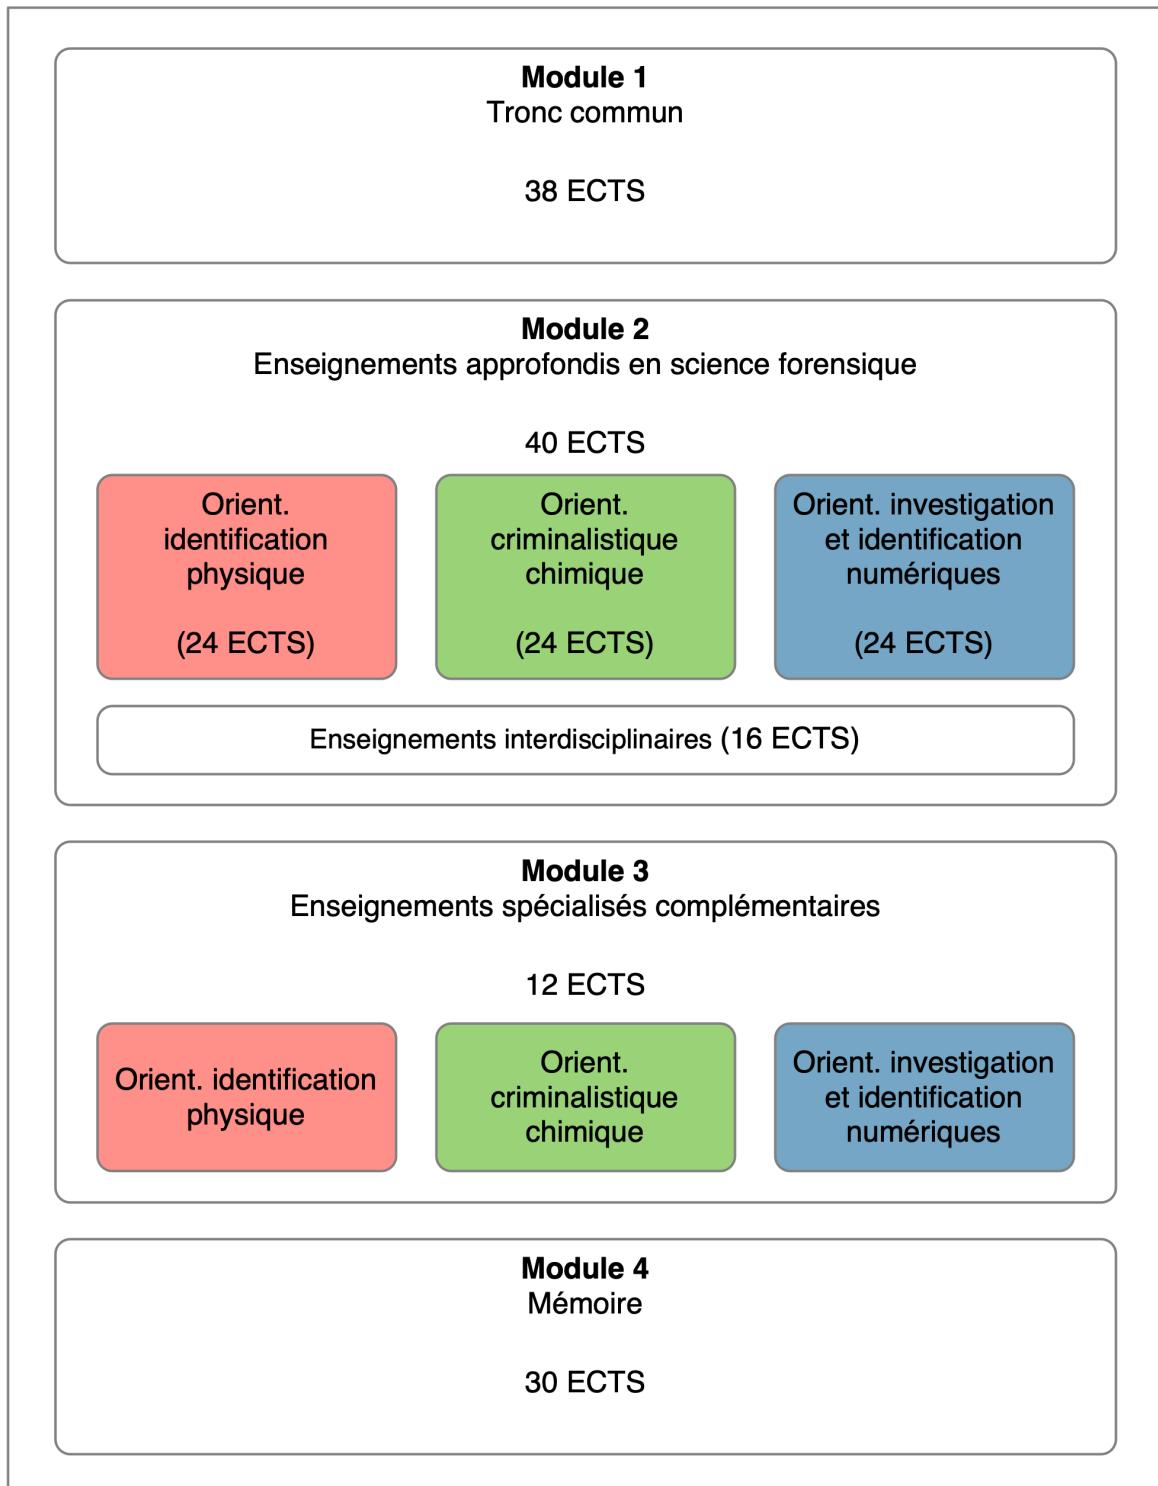 Module 1
Tronc commun
38 ECTS
Module 2
Enseignements approfondis en science forensique
40 ECTS
Orient.
identification
physique
(24 ECTS)
Orient.
criminalistique
chimique
(24 ECTS)
Orient. investigation
et identification
numériques
(24 ECTS)
Enseignements interdisciplinaires (16 ECTS)
Module 3
Enseignements spécialisés complémentaires
12 ECTS
Orient. identification
physique
Orient.
criminalistique
chimique
Orient. investigation
et identification
numériques
Module 4
Mémoire
30 ECTS